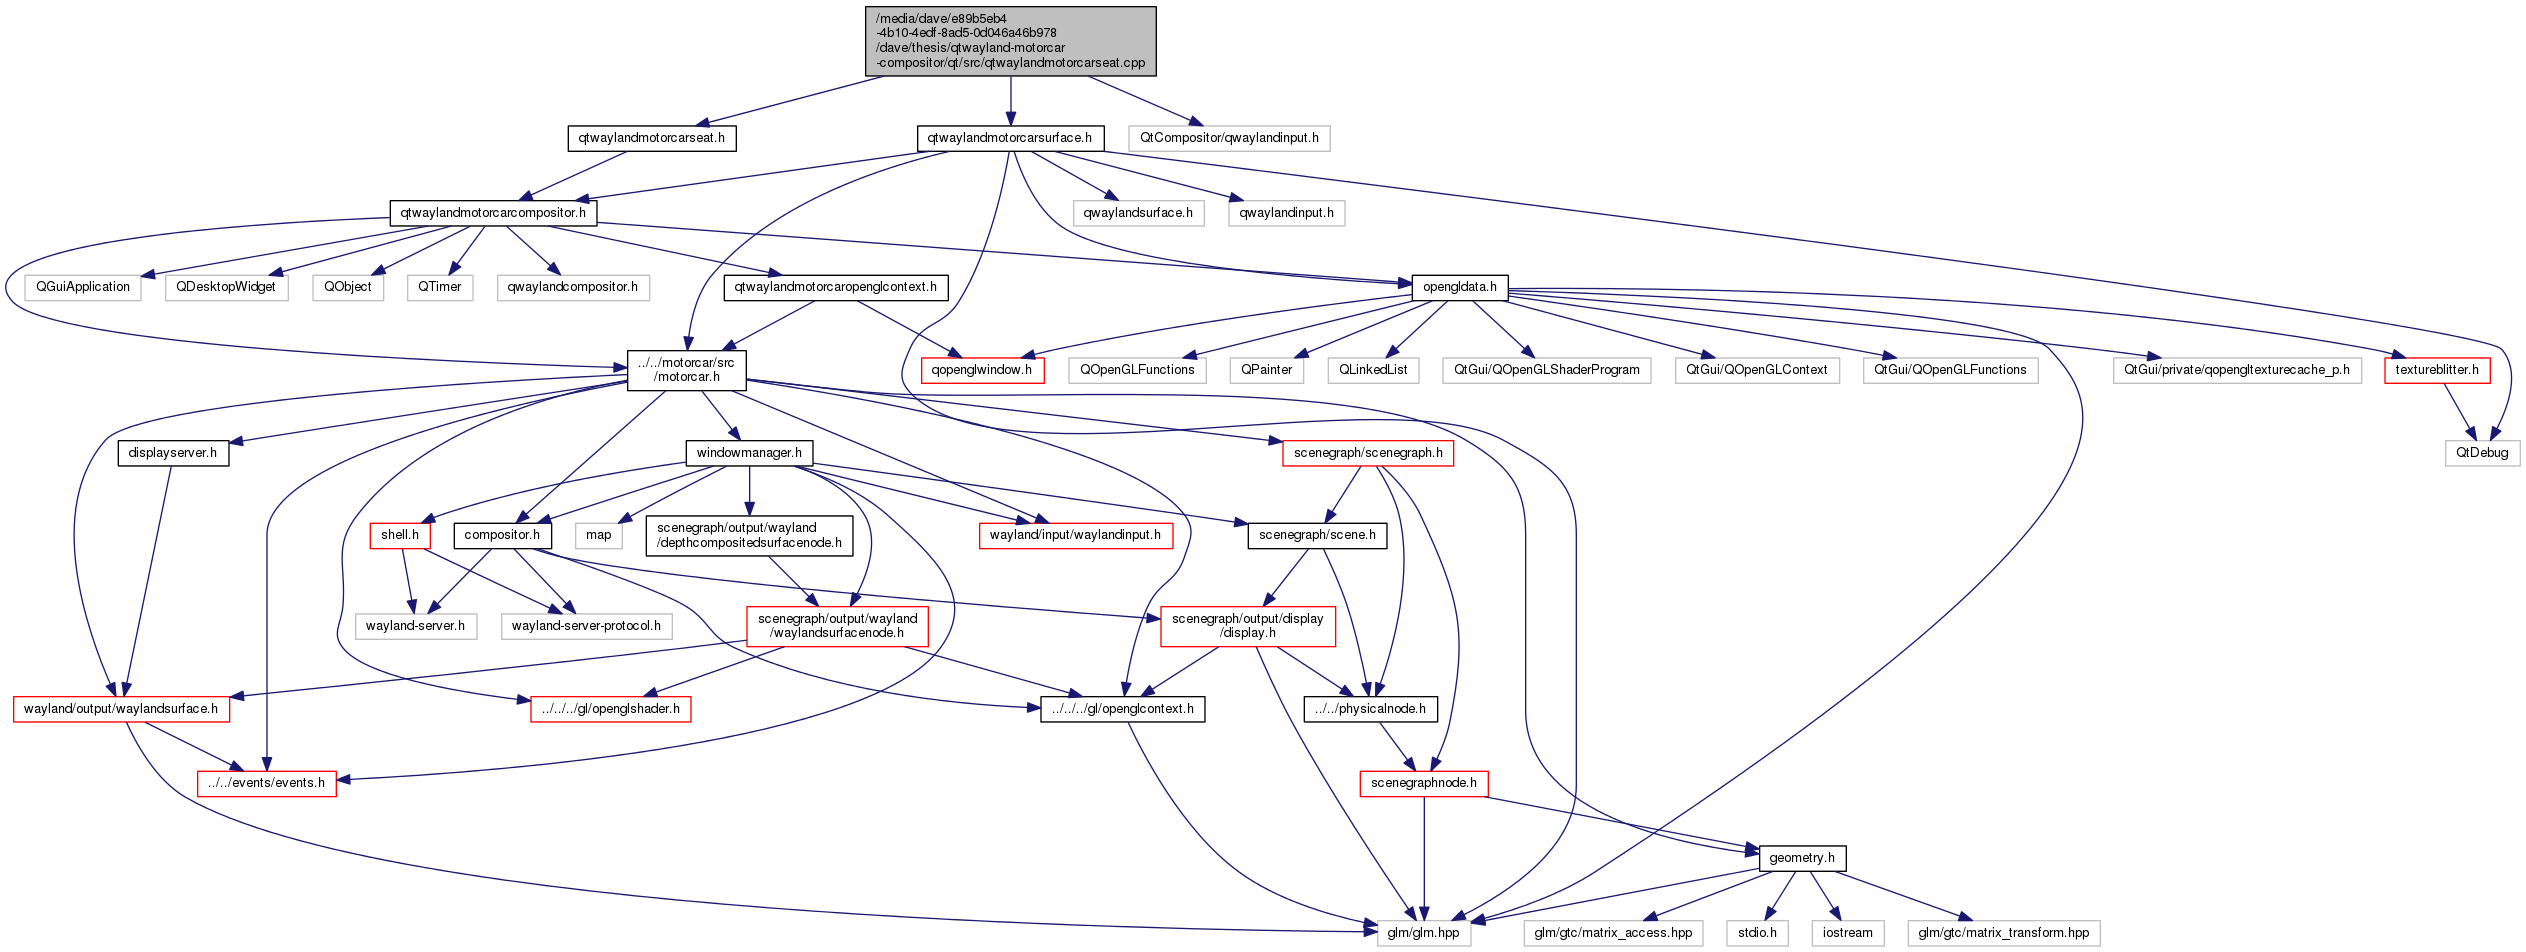 /media/dave/e89b5eb4
-4b10-4edf-8ad5-0d046a46b978
/dave/thesis/qtwayland-motorcar
-compositor/qt/src/qtwaylandmotorcarseat.cpp
qtwaylandmotorcarseat.h
qtwaylandmotorcarsurface.h
QtCompositor/qwaylandinput.h
qtwaylandmotorcarcompositor.h
qwaylandsurface.h
qwaylandinput.h
QGuiApplication
QDesktopWidget
QObject
QTimer
qwaylandcompositor.h
qtwaylandmotorcaropenglcontext.h
opengldata.h
../../motorcar/src
/motorcar.h
qopenglwindow.h
QOpenGLFunctions
QPainter
QLinkedList
QtGui/QOpenGLShaderProgram
QtGui/QOpenGLContext
QtGui/QOpenGLFunctions
QtGui/private/qopengltexturecache_p.h
textureblitter.h
displayserver.h
windowmanager.h
scenegraph/scenegraph.h
QtDebug
shell.h
compositor.h
map
scenegraph/output/wayland
/depthcompositedsurfacenode.h
wayland/input/waylandinput.h
scenegraph/scene.h
wayland-server.h
wayland-server-protocol.h
scenegraph/output/wayland
/waylandsurfacenode.h
scenegraph/output/display
/display.h
wayland/output/waylandsurface.h
../../../gl/openglshader.h
../../../gl/openglcontext.h
../../physicalnode.h
../../events/events.h
scenegraphnode.h
geometry.h
glm/glm.hpp
glm/gtc/matrix_access.hpp
stdio.h
iostream
glm/gtc/matrix_transform.hpp